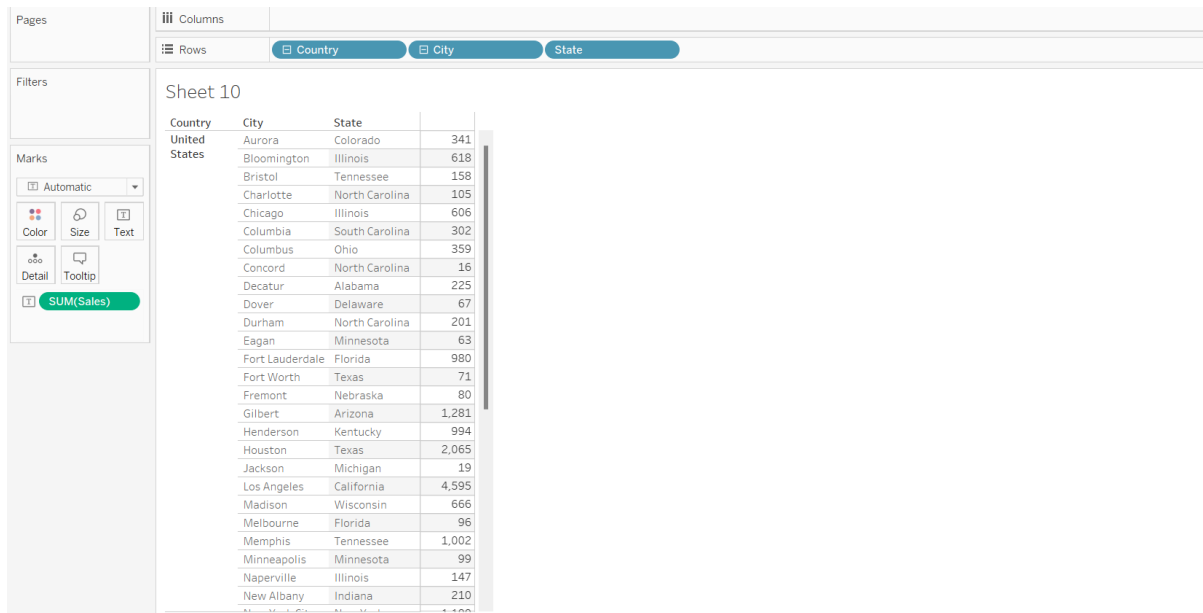 Pages
Columns
Rows
Country City State
Filters
Marks
Automatic
Color Size Text
Detail Tooltip
SUM(Sales)
Sheet 10
Country City State
United States
Aurora Colorado 341
Bloomington Illinois 618
Bristol Tennessee 158
Charlotte North Carolina 105
Chicago Illinois 606
Columbia South Carolina 302
Columbus Ohio 359
Concord North Carolina 16
Decatur Alabama 225
Dover Delaware 67
Durham North Carolina 201
Eagan Minnesota 63
Fort Lauderdale Florida 980
Fort Worth Texas 71
Fremont Nebraska 80
Gilbert Arizona 1,281
Henderson Kentucky 994
Houston Texas 2,065
Jackson Michigan 19
Los Angeles California 4,595
Madison Wisconsin 666
Melbourne Florida 96
Memphis Tennessee 1,002
Minneapolis Minnesota 99
Naperville Illinois 147
New Albany Indiana 210